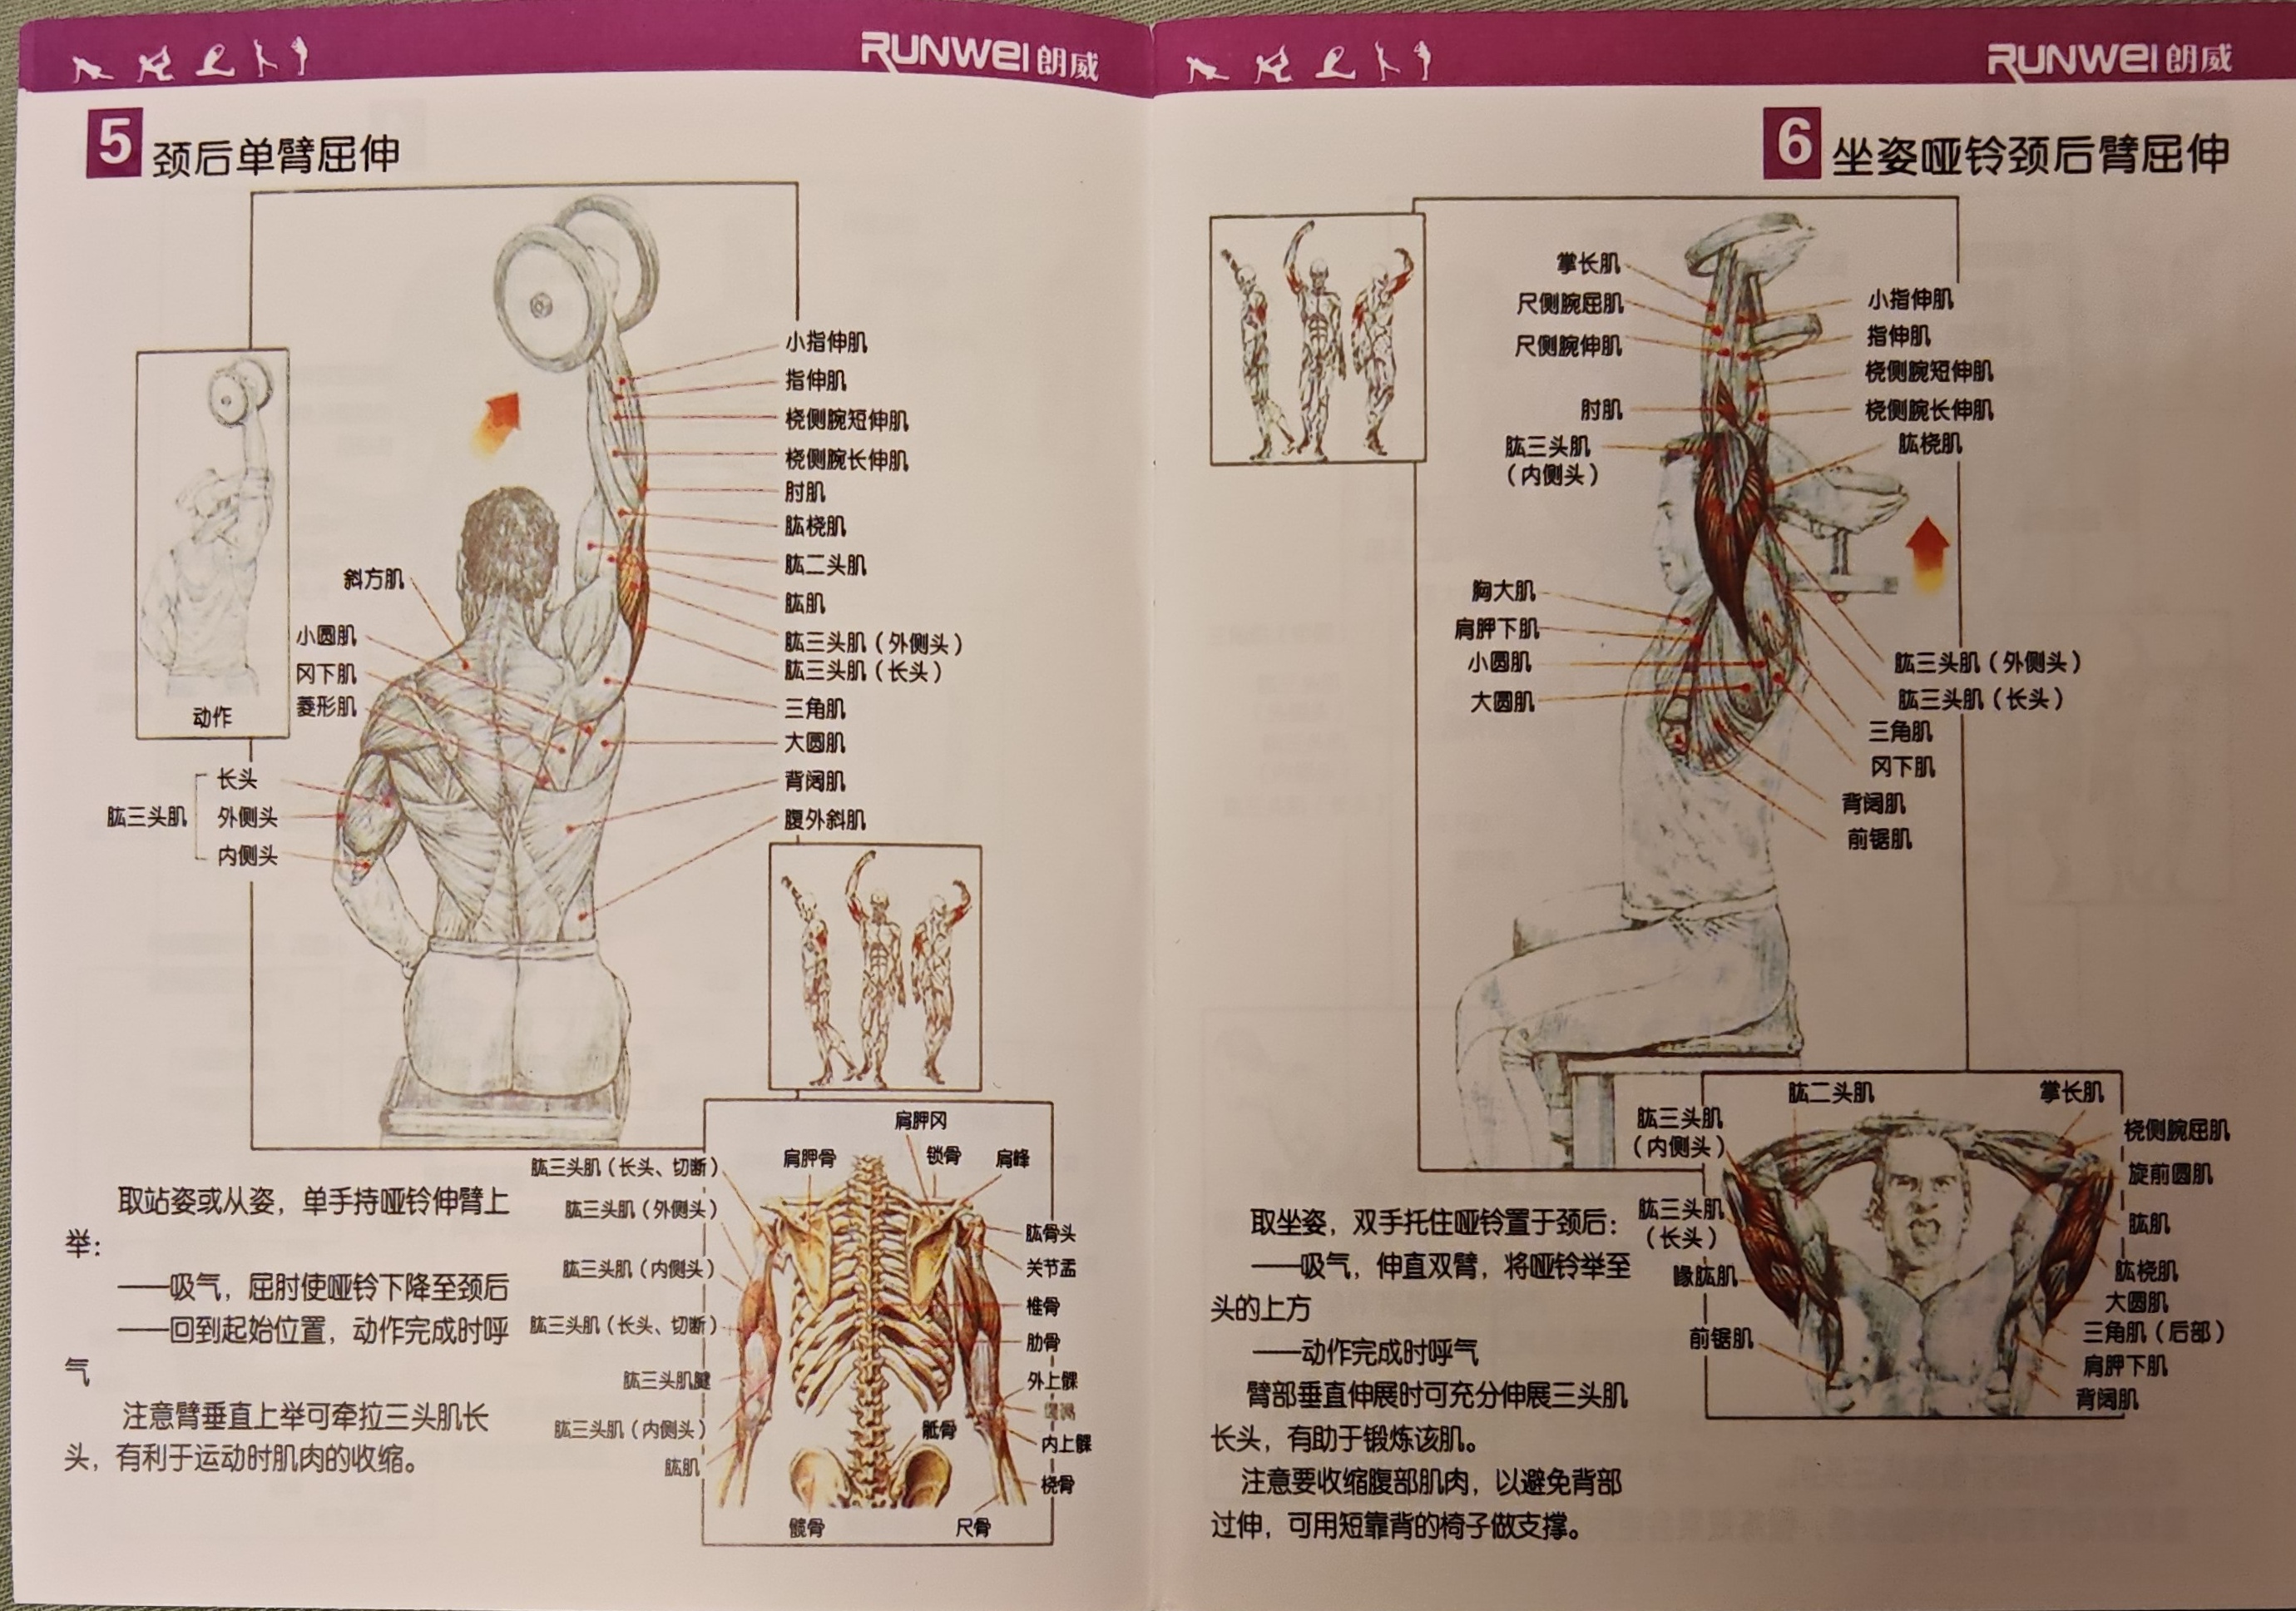 RUNWEI朗威
5 颈后单臂屈伸
小指伸肌
指伸肌
桡侧腕短伸肌
桡侧腕长伸肌
肘肌
肱桡肌
肱二头肌
肱肌
肱三头肌（外侧头）
肱三头肌（长头）
三角肌
大圆肌
背阔肌
腹外斜肌
斜方肌
小圆肌
冈下肌
菱形肌
动作
肱三头肌
长头
外侧头
内侧头
肩胛冈
肩胛骨
锁骨
肩峰
肱三头肌（长头、切断）
肱三头肌（外侧头）
肱三头肌（内侧头）
肱三头肌（长头、切断）
肱三头肌腱
肱三头肌（内侧头）
肱肌
肱骨头
关节盂
椎骨
肋骨
外上髁
内上髁
骶骨
桡骨
髋骨
尺骨
取站姿或从姿，单手持哑铃伸臂上
举：
——吸气，屈肘使哑铃下降至颈后
——回到起始位置，动作完成时呼
气
注意臂垂直上举可牵拉三头肌长
头，有利于运动时肌肉的收缩。
RUNWEI朗威
6 坐姿哑铃颈后臂屈伸
掌长肌
尺侧腕屈肌
尺侧腕伸肌
肘肌
肱三头肌
（内侧头）
胸大肌
肩胛下肌
小圆肌
大圆肌
小指伸肌
指伸肌
桡侧腕短伸肌
桡侧腕长伸肌
肱桡肌
肱三头肌（外侧头）
肱三头肌（长头）
三角肌
冈下肌
背阔肌
前锯肌
肱二头肌
掌长肌
肱三头肌
（内侧头）
肱三头肌
（长头）
喙肱肌
前锯肌
桡侧腕屈肌
旋前圆肌
肱肌
肱桡肌
大圆肌
三角肌（后部）
肩胛下肌
背阔肌
取坐姿，双手托住哑铃置于颈后：
——吸气，伸直双臂，将哑铃举至
头的上方
——动作完成时呼气
臂部垂直伸展时可充分伸展三头肌
长头，有助于锻炼该肌。
注意要收缩腹部肌肉，以避免背部
过伸，可用短靠背的椅子做支撑。